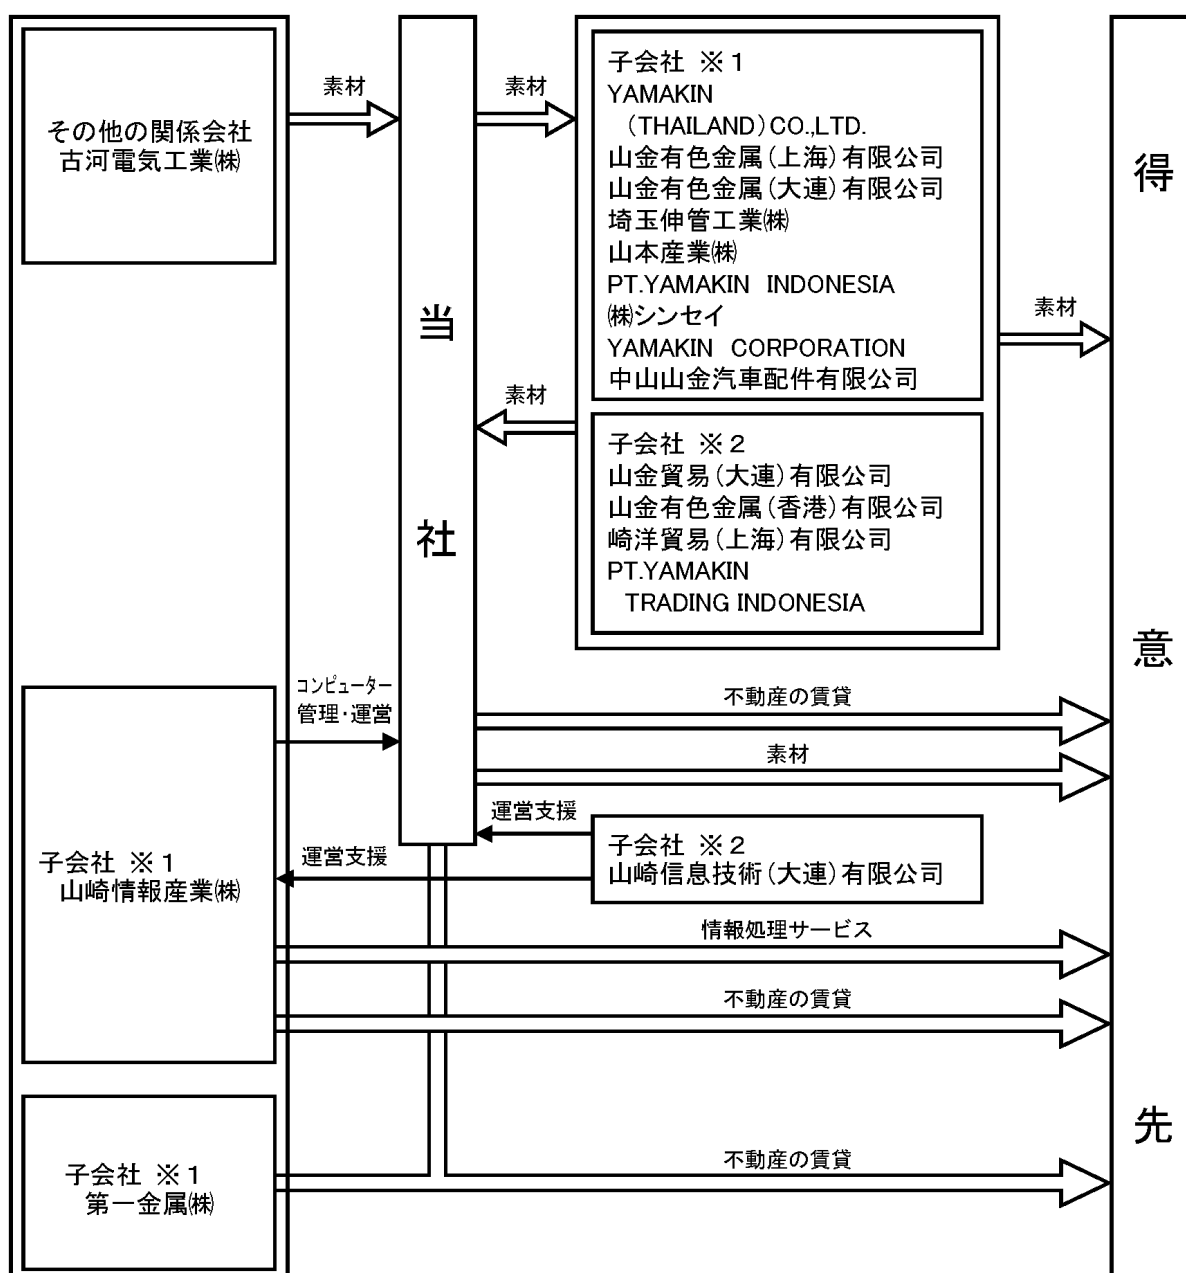 その他の関係会社
古河電気工業㈱
素材
当
社
素材
子会社 ※1
YAMAKIN
(THAILAND)CO.,LTD.
山金有色金属(上海)有限公司
山金有色金属(大連)有限公司
埼玉伸管工業㈱
山本産業㈱
PT.YAMAKIN INDONESIA
㈱シンセイ
YAMAKIN CORPORATION
中山山金汽車配件有限公司
素材
素材
子会社 ※2
山金貿易(大連)有限公司
山金有色金属(香港)有限公司
崎洋貿易(上海)有限公司
PT.YAMAKIN
TRADING INDONESIA
得
意
先
コンピューター
管理・運営
不動産の賃貸
素材
運営支援
子会社 ※2
山崎信息技術(大連)有限公司
運営支援
子会社 ※1
山崎情報産業㈱
情報処理サービス
不動産の賃貸
子会社 ※1
第一金属㈱
不動産の賃貸